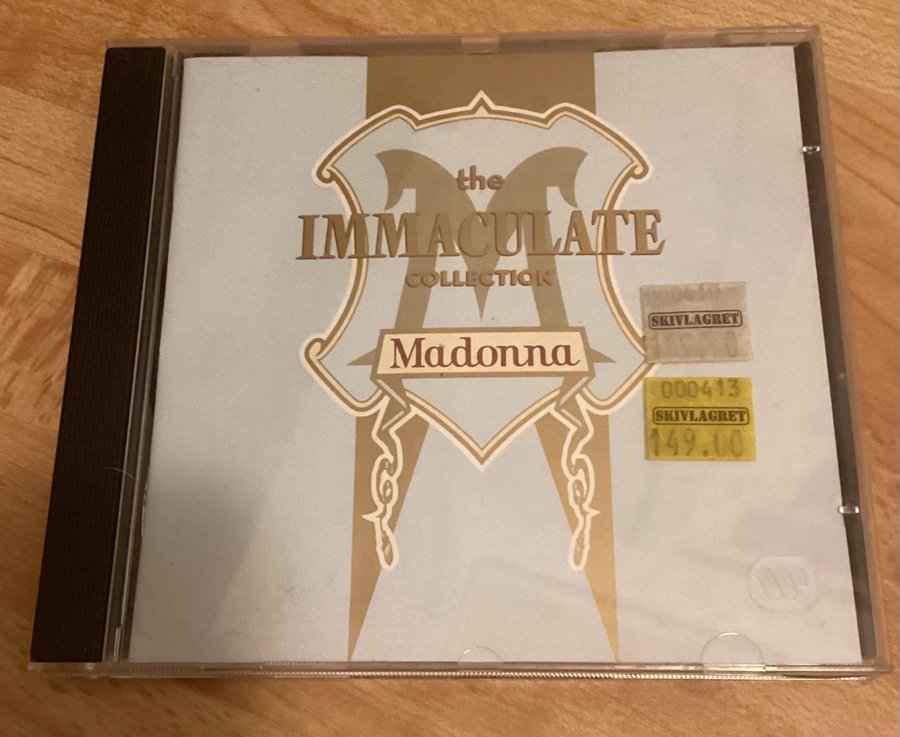 the
IMMACULATE
COLLECTION
Madonna
SKIVLAGRET
000413
SKIVLAGRET
149.00